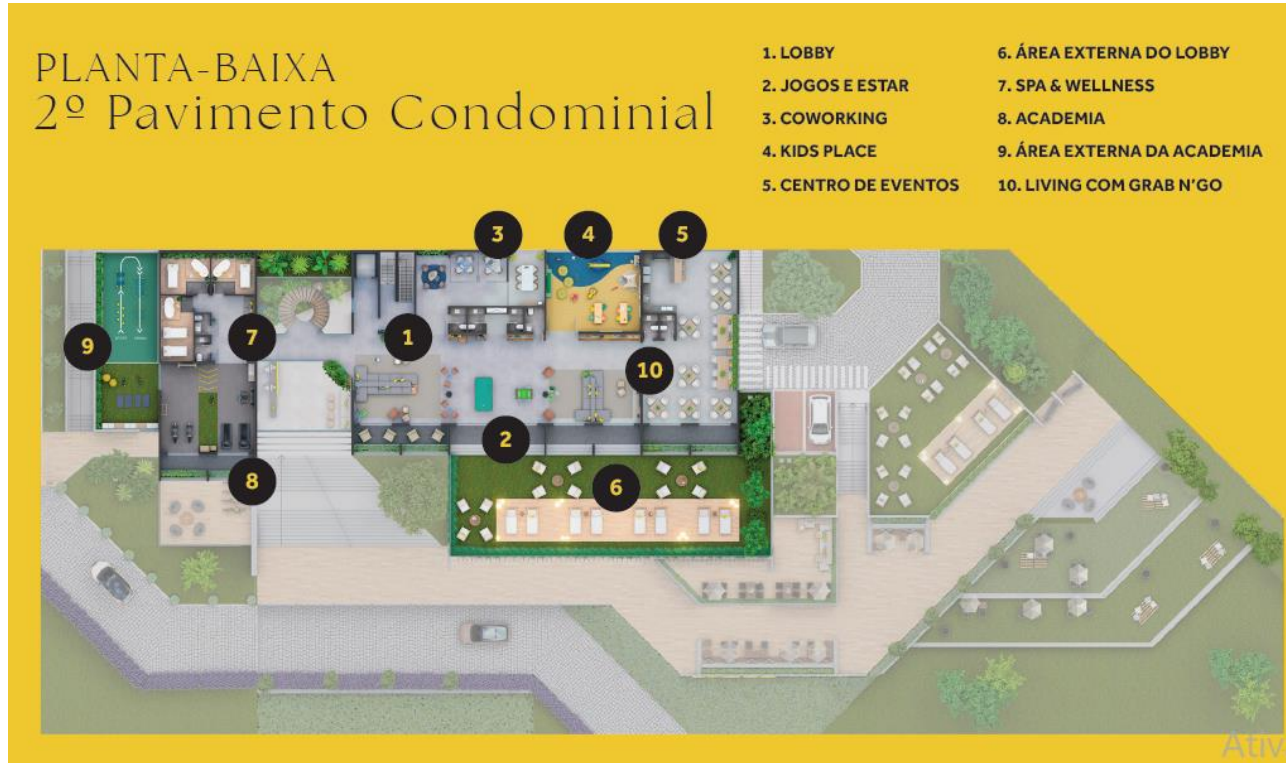 PLANTA-BAIXA
2º Pavimento Condominial
1. LOBBY
2. JOGOS E ESTAR
3. COWORKING
4. KIDS PLACE
5. CENTRO DE EVENTOS
6. ÁREA EXTERNA DO LOBBY
7. SPA & WELLNESS
8. ACADEMIA
9. ÁREA EXTERNA DA ACADEMIA
10. LIVING COM GRAB N'GO
3
4
5
9
7
1
10
2
8
6
Ativ